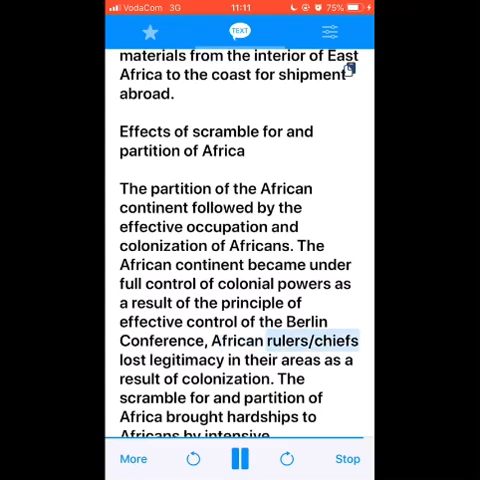 VodaCom 3G 11:11 75%
TEXT
materials from the interior of East
Africa to the coast for shipment
abroad.
Effects of scramble for and
partition of Africa
The partition of the African
continent followed by the
effective occupation and
colonization of Africans. The
African continent became under
full control of colonial powers as
a result of the principle of
effective control of the Berlin
Conference, African rulers/chiefs
lost legitimacy in their areas as a
result of colonization. The
scramble for and partition of
Africa brought hardships to
Africans by intensive
More Stop